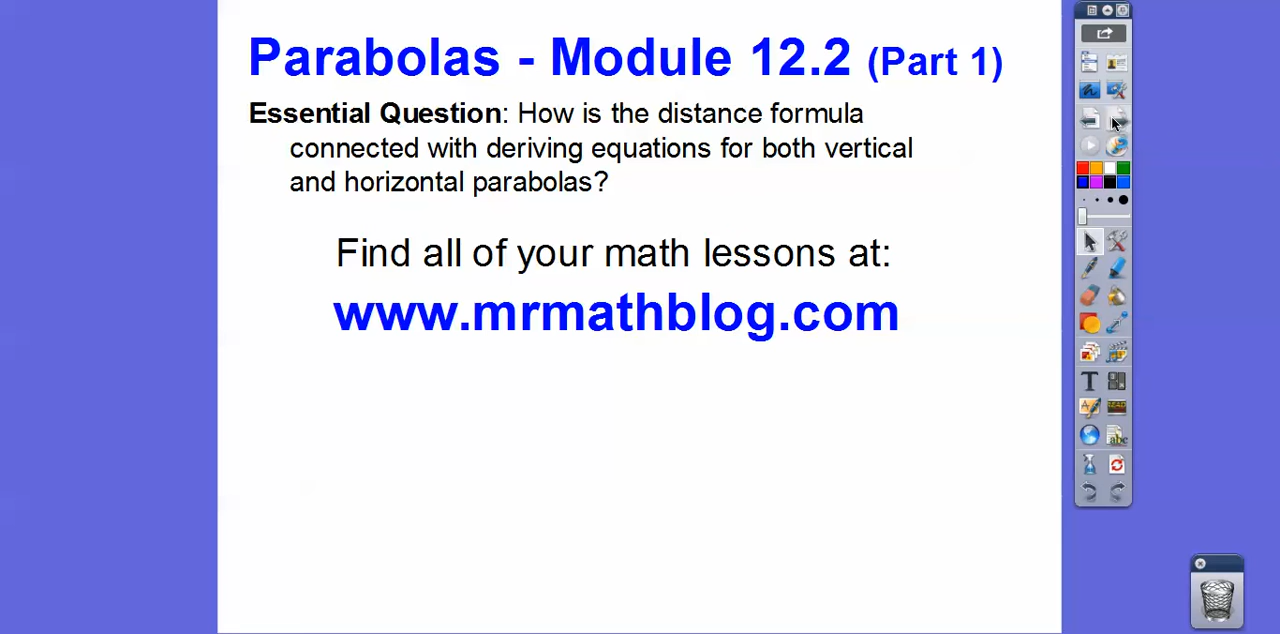 Parabolas - Module 12.2 (Part 1)
Essential Question: How is the distance formula
connected with deriving equations for both vertical
and horizontal parabolas?
Find all of your math lessons at:
www.mrmathblog.com